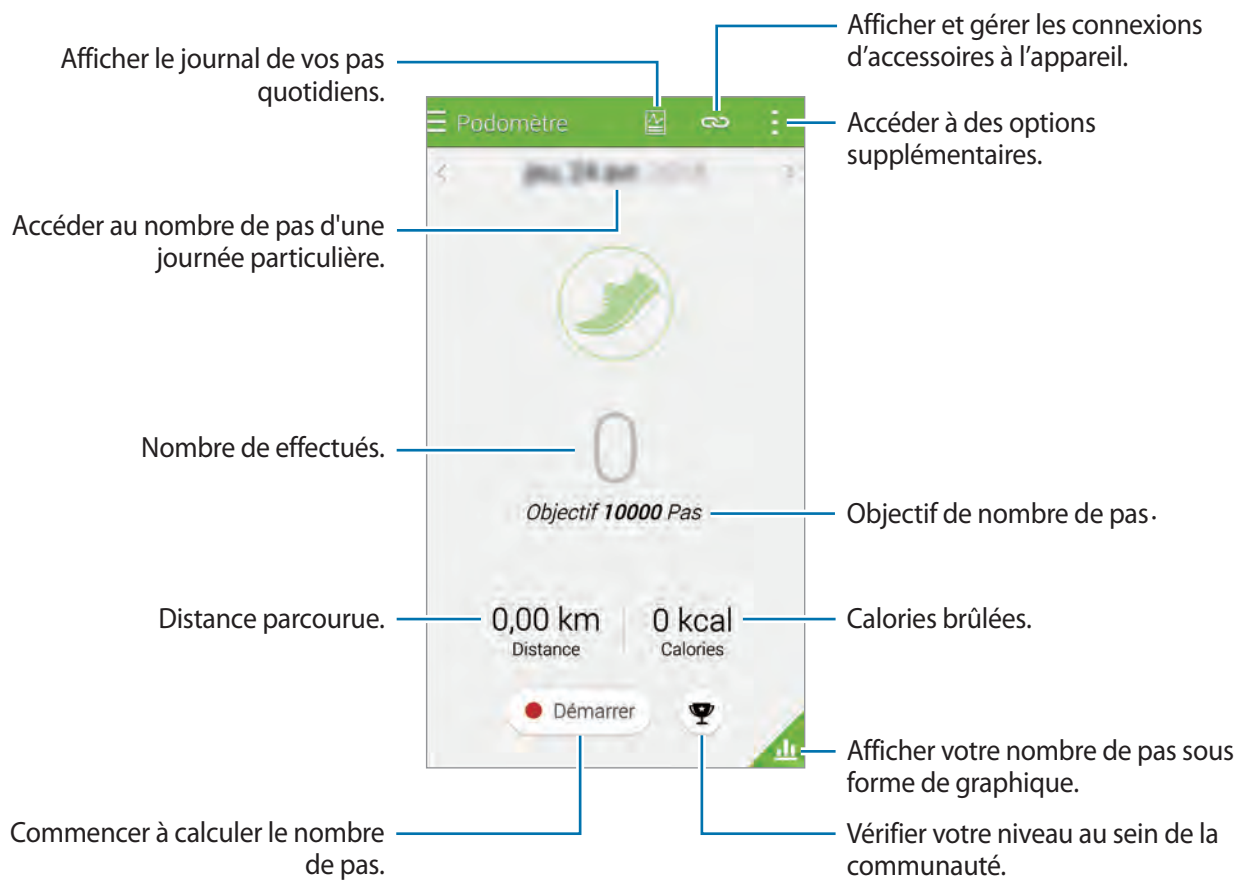 Afficher et gérer les connexions
d’accessoires à l’appareil.
Afficher le journal de vos pas
quotidiens.
Podomètre
Accéder à des options
supplémentaires.
jeu. 24 avr.
Accéder au nombre de pas d'une
journée particulière.
0
Nombre de effectués.
Objectif 10000 Pas
Objectif de nombre de pas.
Distance parcourue.
0,00 km
Distance
0 kcal
Calories
Calories brûlées.
Démarrer
Afficher votre nombre de pas sous
forme de graphique.
Commencer à calculer le nombre
de pas.
Vérifier votre niveau au sein de la
communauté.